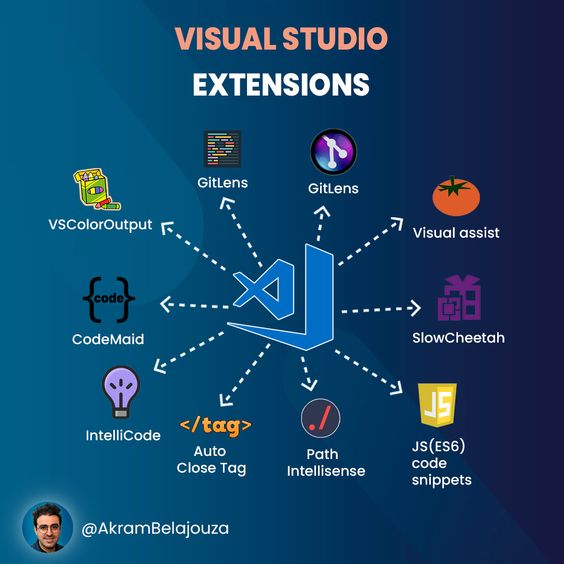 VISUAL STUDIO
EXTENSIONS
GitLens
GitLens
VSColorOutput
Visual assist
code
CodeMaid
SlowCheetah
IntelliCode
</tag>
Auto
Close Tag
./
Path
Intellisense
JS
JS(ES6)
code
snippets
@AkramBelajouza